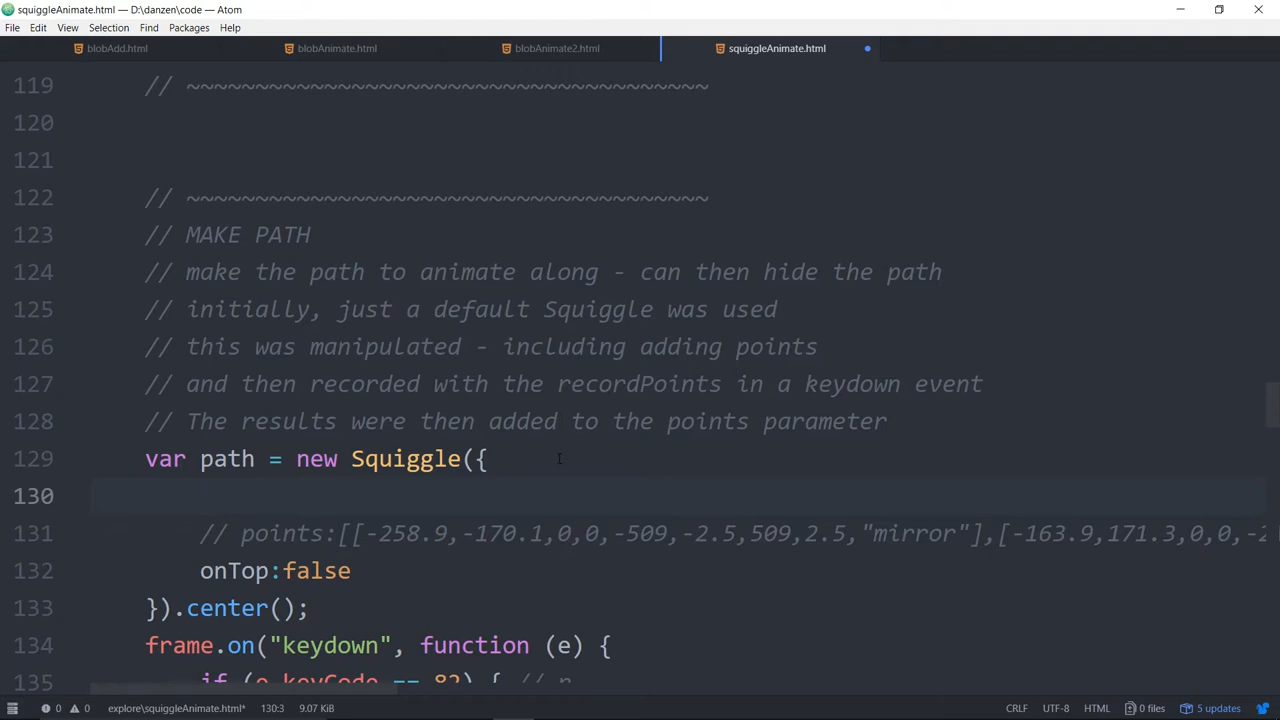 squiggleAnimate.html — D:\danzen\code — Atom
File Edit View Selection Find Packages Help
blobAdd.html blobAnimate.html blobAnimate2.html squiggleAnimate.html
119 // ~~~~~~~~~~~~~~~~~~~~~~~~~~~~~~~~~~~~~~
120
121
122 // ~~~~~~~~~~~~~~~~~~~~~~~~~~~~~~~~~~~~~~
123 // MAKE PATH
124 // make the path to animate along - can then hide the path
125 // initially, just a default Squiggle was used
126 // this was manipulated - including adding points
127 // and then recorded with the recordPoints in a keydown event
128 // The results were then added to the points parameter
129 var path = new Squiggle({
130
131 // points:[[-258.9,-170.1,0,0,-509,-2.5,509,2.5,"mirror"],[-163.9,171.3,0,0,-2
132 onTop:false
133 }).center();
134 frame.on("keydown", function (e) {
135 if (e.keyCode == 82) { // r
0 0 explore\squiggleAnimate.html* 130:3 9.07 KiB CRLF UTF-8 HTML 0 files 5 updates